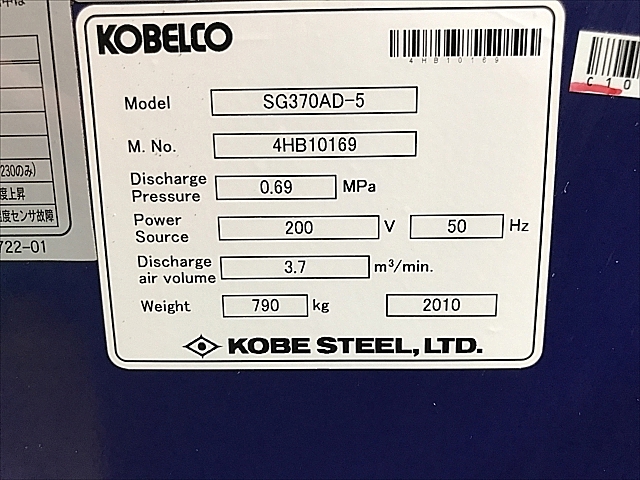 KOBELCO
4HB10169
Model SG370AD-5
M. No. 4HB10169
Discharge Pressure 0.69 MPa
Power Source 200 V 50 Hz
Discharge air volume 3.7 m³/min.
Weight 790 kg 2010
KOBE STEEL, LTD.
230のみ)
度上昇
温度センサ故障
722-01
C10